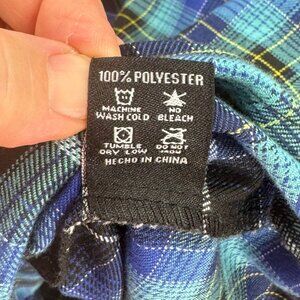 100% POLYESTER
MACHINE NO
WASH COLD BLEACH
TUMBLE DO NOT
DRY LOW IRON
HECHO IN CHINA